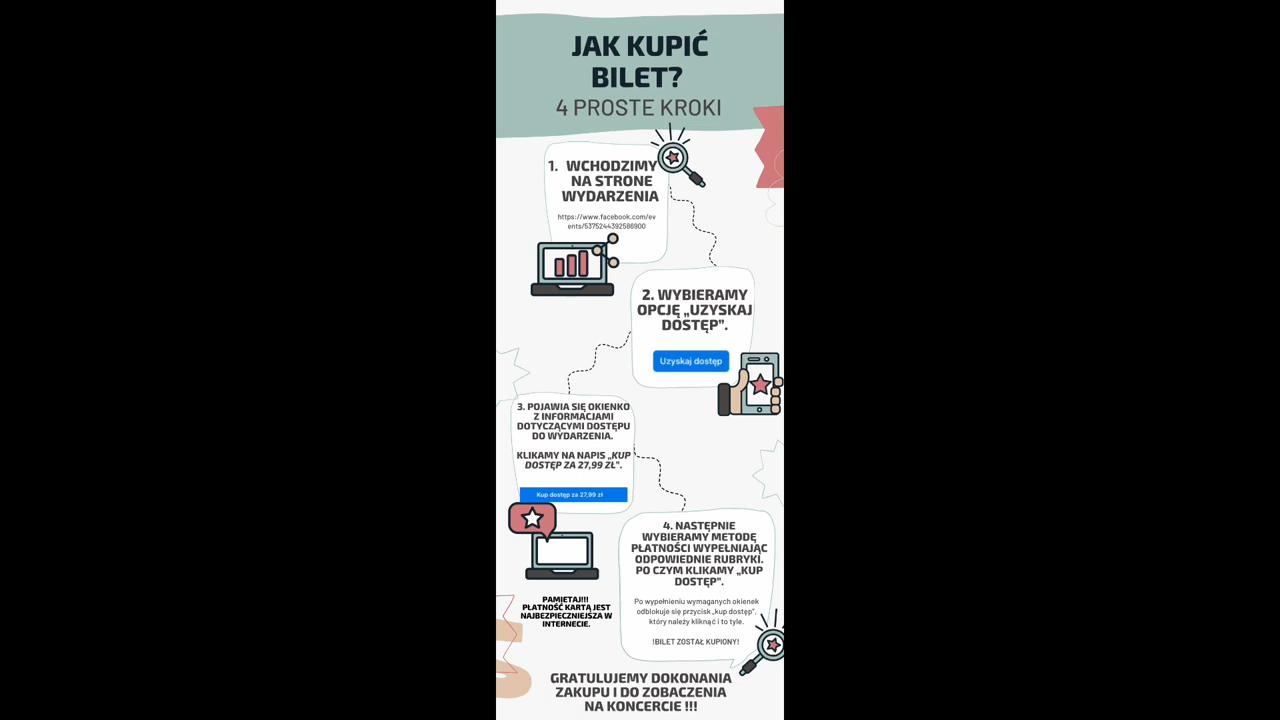 JAK KUPIĆ
BILET?
4 PROSTE KROKI
1. WCHODZIMY
NA STRONE
WYDARZENIA
https://www.facebook.com/ev
ents/5375244392586900
2. WYBIERAMY
OPCJĘ „UZYSKAJ
DOSTĘP”.
Uzyskaj dostęp
3. POJAWIA SIĘ OKIENKO
Z INFORMACJAMI
DOTYCZĄCYMI DOSTĘPU
DO WYDARZENIA.
KLIKAMY NA NAPIS „KUP
DOSTĘP ZA 27,99 ZŁ”.
Kup dostęp za 27,99 zł
4. NASTĘPNIE
WYBIERAMY METODĘ
PŁATNOŚCI WYPEŁNIAJĄC
ODPOWIEDNIE RUBRYKI.
PO CZYM KLIKAMY „KUP
DOSTĘP”.
Po wypełnieniu wymaganych okienek
odblokuje się przycisk „kup dostęp”,
który należy kliknąć i to tyle.
!BILET ZOSTAŁ KUPIONY!
PAMIĘTAJ!!!
PŁATNOŚĆ KARTĄ JEST
NAJBEZPIECZNIEJSZA W
INTERNECIE.
GRATULUJEMY DOKONANIA
ZAKUPU I DO ZOBACZENIA
NA KONCERCIE !!!